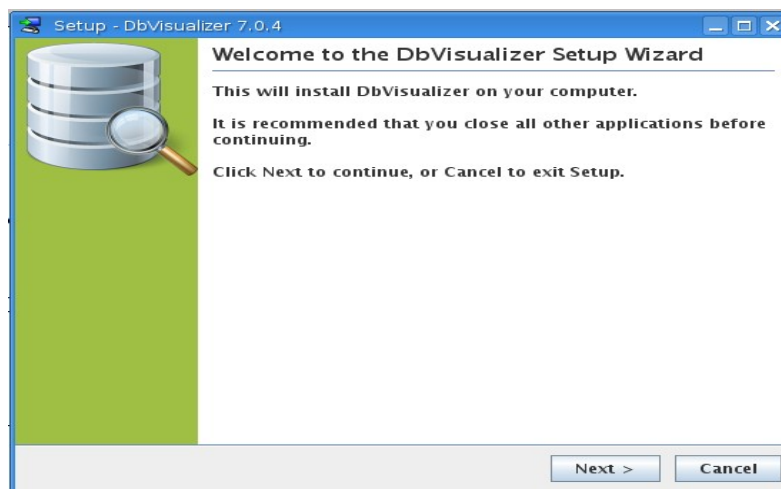 Setup - DbVisualizer 7.0.4
Welcome to the DbVisualizer Setup Wizard
This will install DbVisualizer on your computer.
It is recommended that you close all other applications before
continuing.
Click Next to continue, or Cancel to exit Setup.
Next >
Cancel